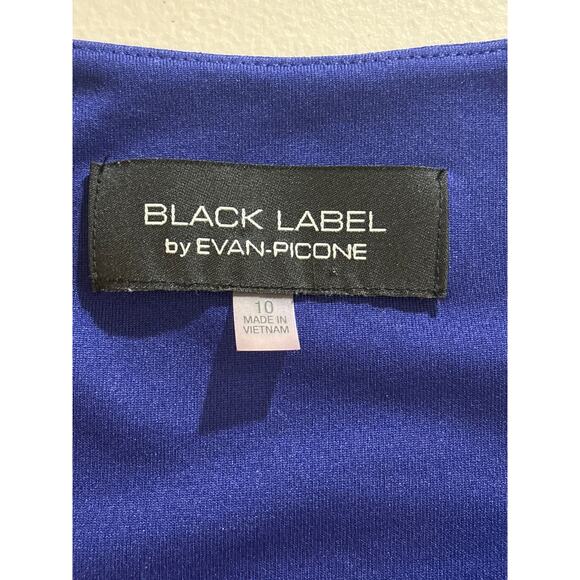 BLACK LABEL
by EVAN-PICONE
10
MADE IN
VIETNAM